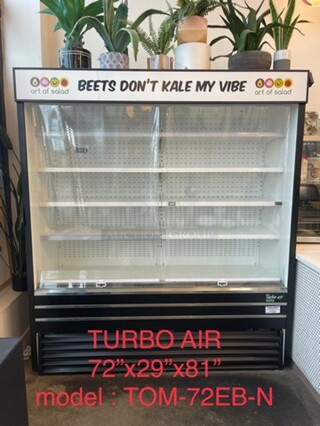 BEETS DON'T KALE MY VIBE
art of salad
art of salad
Turbo air
TURBO AIR
72”x29”x81”
model : TOM-72EB-N